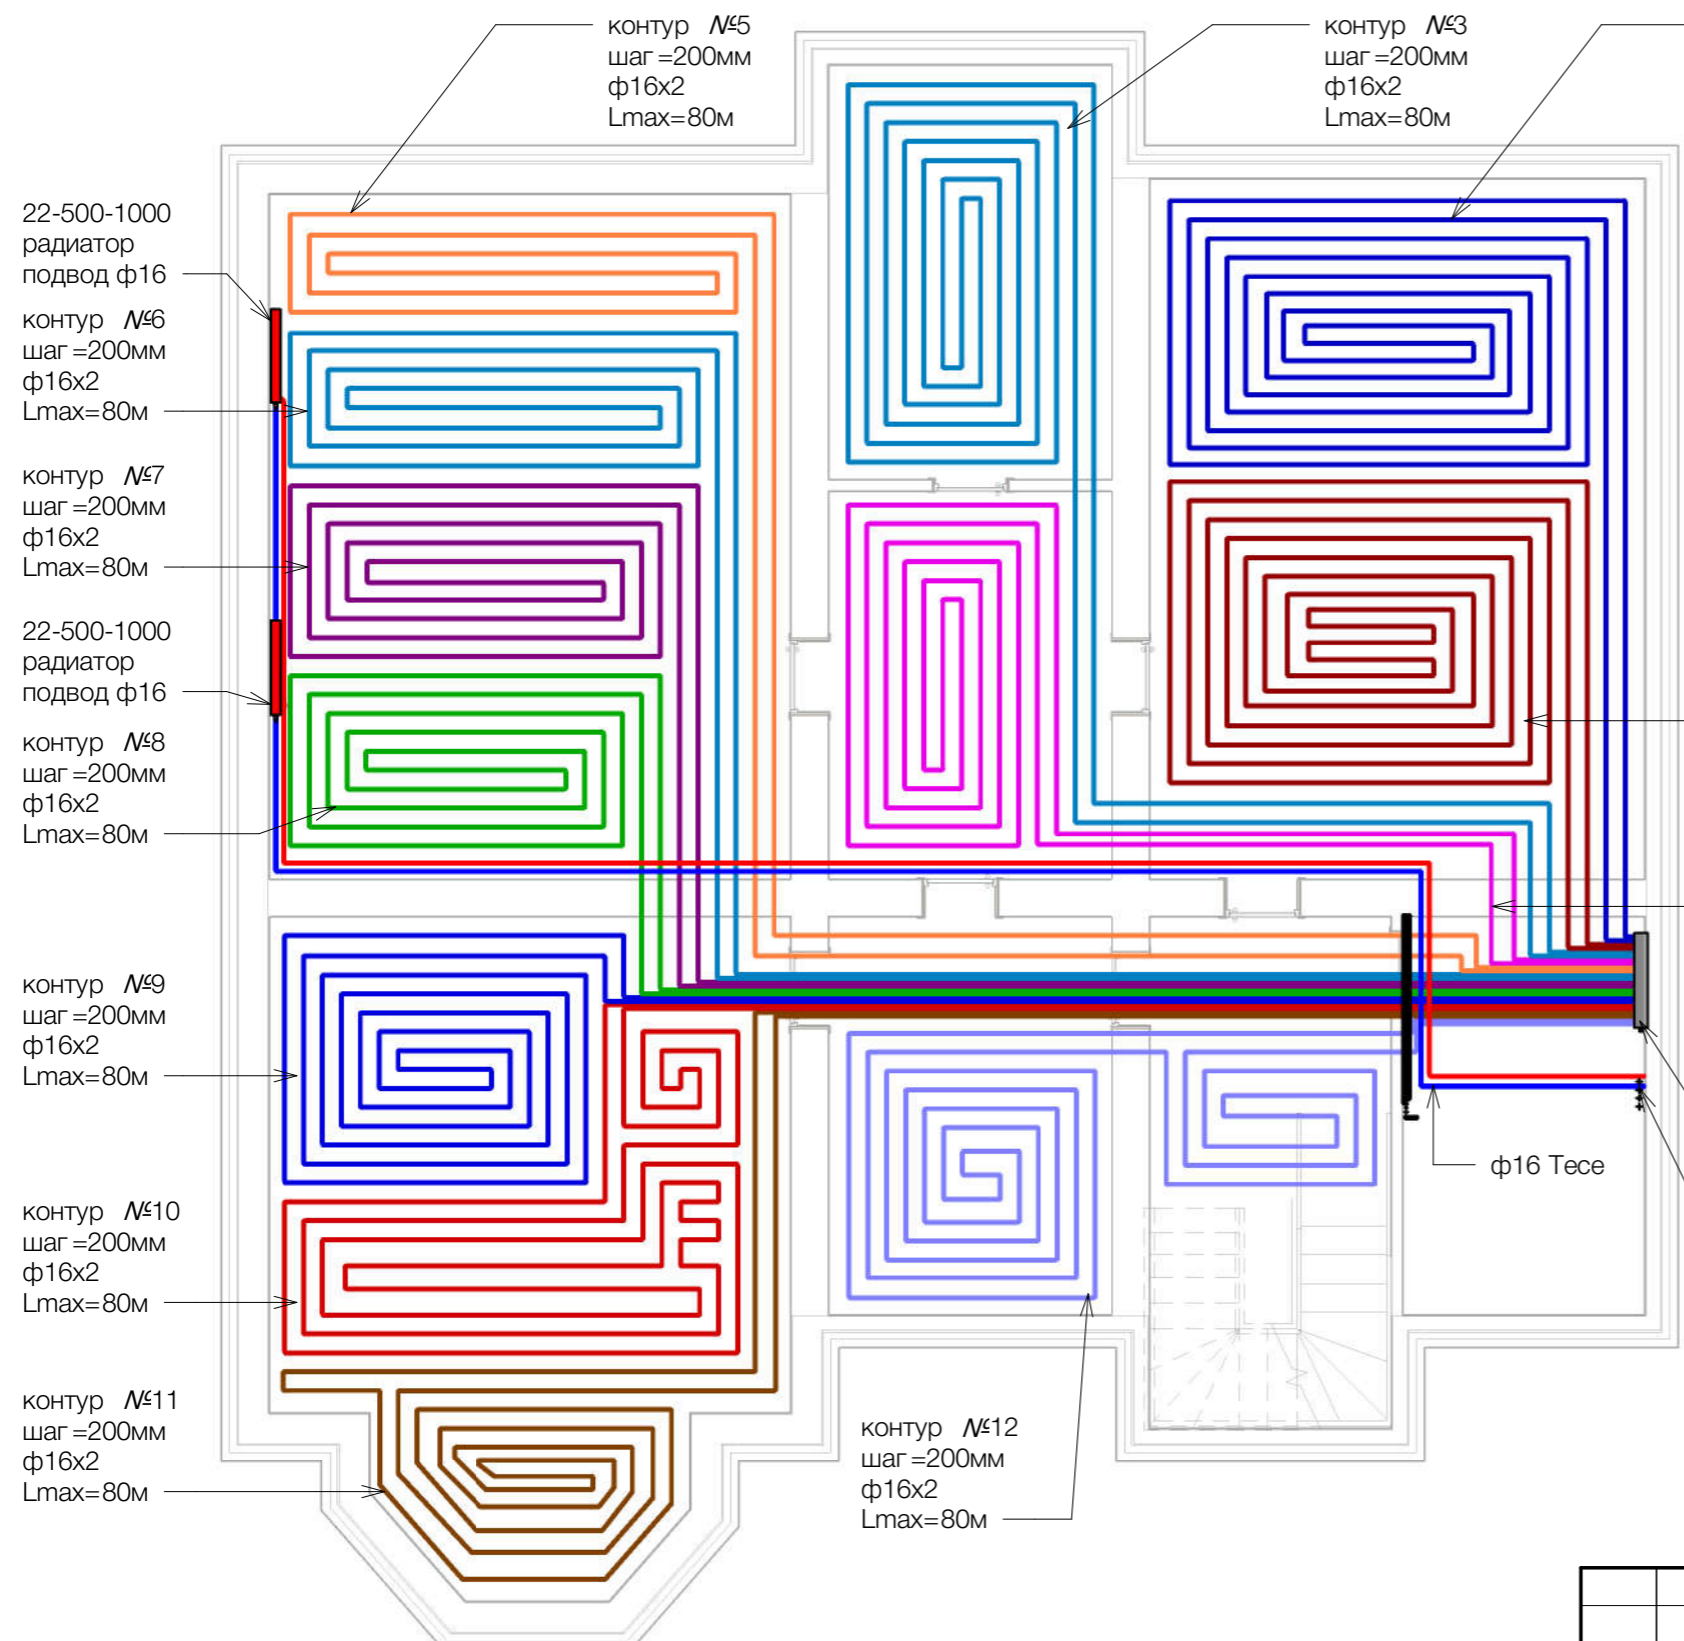 контур №5
шаг=200мм
ф16х2
Lmax=80м
контур №3
шаг=200мм
ф16х2
Lmax=80м
22-500-1000
радиатор
подвод ф16
контур №6
шаг=200мм
ф16х2
Lmax=80м
контур №7
шаг=200мм
ф16х2
Lmax=80м
22-500-1000
радиатор
подвод ф16
контур №8
шаг=200мм
ф16х2
Lmax=80м
контур №9
шаг=200мм
ф16х2
Lmax=80м
ф16 Tece
контур №10
шаг=200мм
ф16х2
Lmax=80м
контур №11
шаг=200мм
ф16х2
Lmax=80м
контур №12
шаг=200мм
ф16х2
Lmax=80м